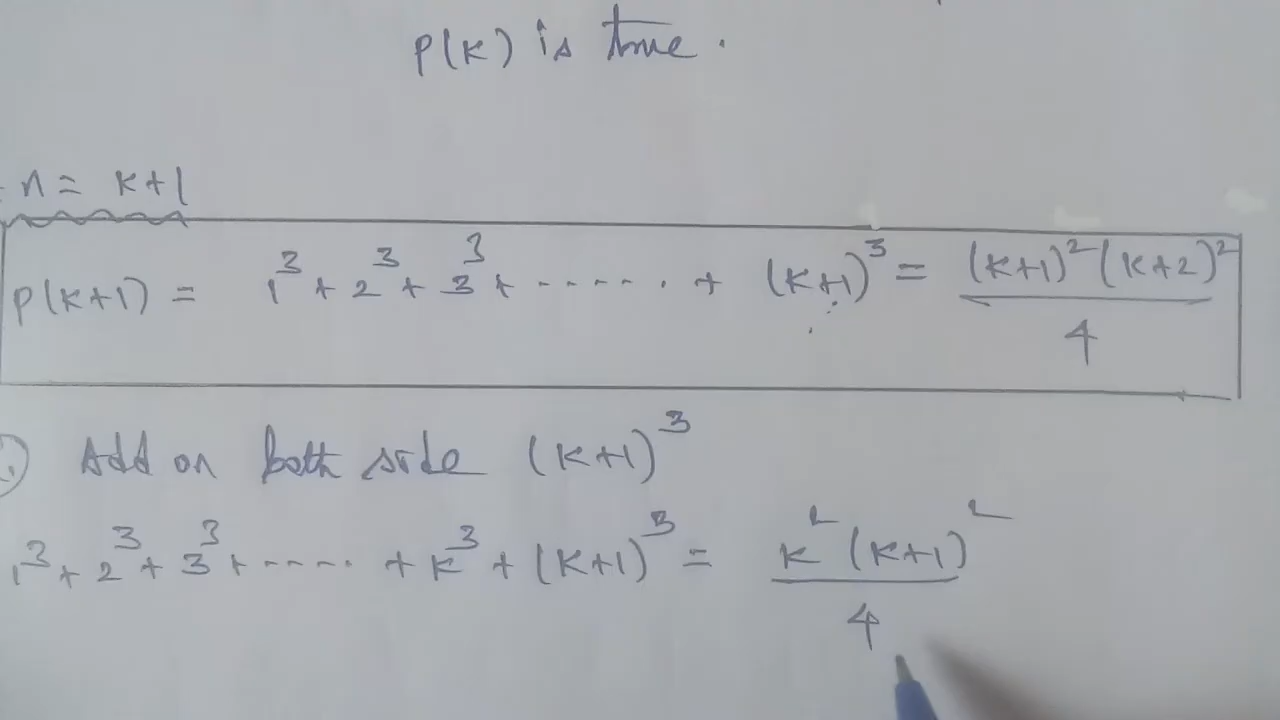 P(K) is true.
n = K+1
P(K+1) = 1³ + 2³ + 3³ + ...... + (K+1)³ = (K+1)²(K+2)² / 4
Add on both side (K+1)³
1³ + 2³ + 3³ + ..... + K³ + (K+1)³ = K²(K+1)² / 4